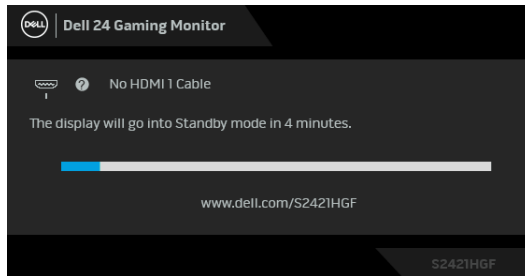 DELL
Dell 24 Gaming Monitor
? No HDMI 1 Cable
The display will go into Standby mode in 4 minutes.
www.dell.com/S2421HGF
S2421HGF